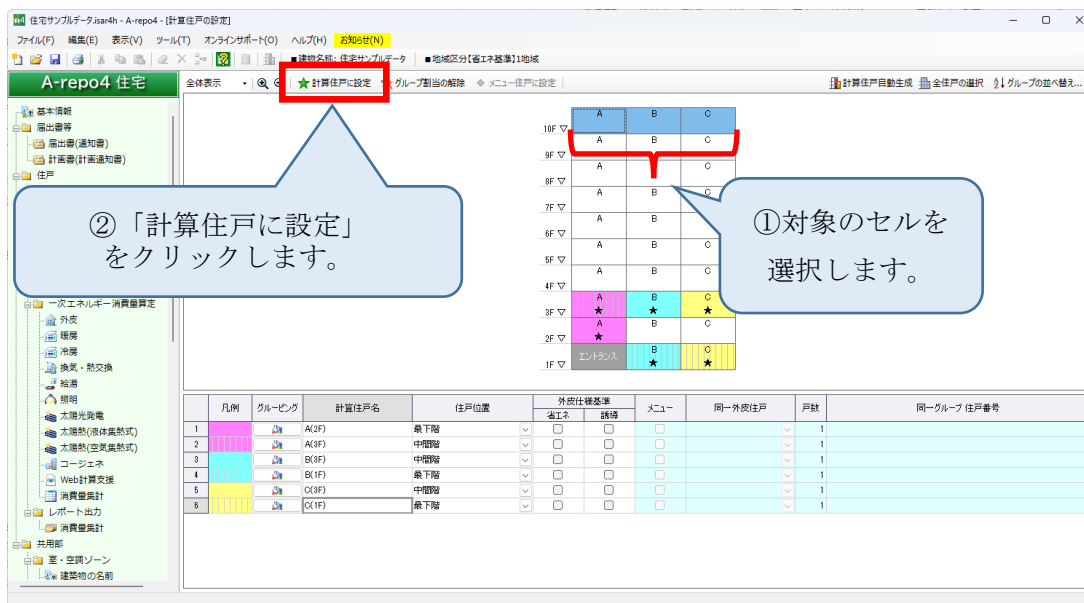 住宅サンプルデータ.isar4h - A-repo4 - [計算住戸の設定]
ファイル(F) 編集(E) 表示(V) ツール(T) オンラインサポート(O) ヘルプ(H) お知らせ(N)
■建物名称: 住宅サンプルデータ ■地域区分【省エネ基準】1地域
A-repo4 住宅
全体表示 ★計算住戸に設定 グループ割当の解除 メニュー住戸に設定 計算住戸自動生成 全住戸の選択 グループの並べ替え...
基本情報
届出書等
届出書(通知書)
計画書(計画通知書)
住戸
一次エネルギー消費量算定
外皮
暖房
冷房
換気・熱交換
給湯
照明
太陽光発電
太陽熱(液体集熱式)
太陽熱(空気集熱式)
コージェネ
Web計算支援
消費量集計
レポート出力
消費量集計
共用部
室・空調ゾーン
建築物の名前
10F ▽ A B C
9F ▽ A B C
8F ▽ A C
7F ▽ A B C
6F ▽ A B
5F ▽ A B C
4F ▽ A B C
3F ▽ A ★ B ★ C ★
2F ▽ A ★ B C
1F ▽ エントランス B ★ C ★
②「計算住戸に設定」
をクリックします。
①対象のセルを
選択します。
凡例 グルーピング 計算住戸名 住戸位置 外皮仕様基準 省エネ 誘導 メニュー 同一外皮住戸 戸数 同一グループ 住戸番号
1 A(2F) 最下階 1
2 A(3F) 中間階 1
3 B(3F) 中間階 1
4 B(1F) 最下階 1
5 C(3F) 中間階 1
6 C(1F) 最下階 1